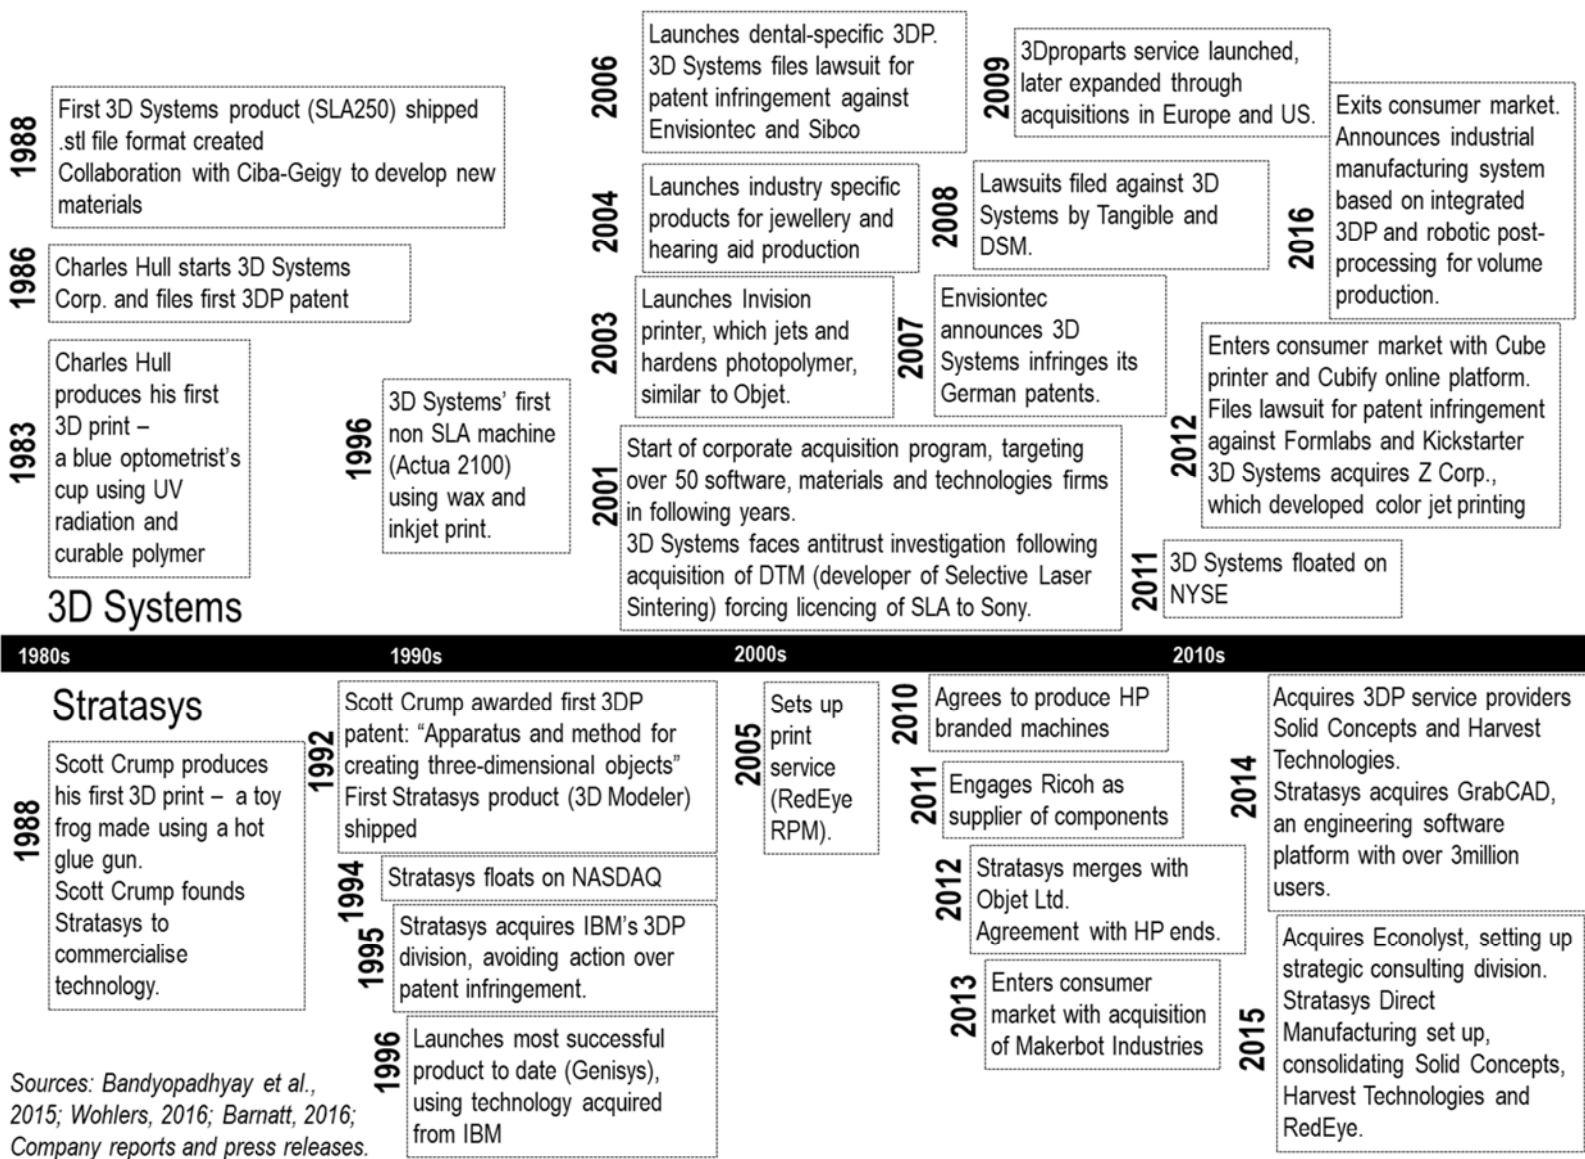 1988
First 3D Systems product (SLA250) shipped
.stl file format created
Collaboration with Ciba-Geigy to develop new
materials
1986
Charles Hull starts 3D Systems
Corp. and files first 3DP patent
1983
Charles Hull
produces his first
3D print –
a blue optometrist's
cup using UV
radiation and
curable polymer
1996
3D Systems' first
non SLA machine
(Actua 2100)
using wax and
inkjet print.
2006
Launches dental-specific 3DP.
3D Systems files lawsuit for
patent infringement against
Envisiontec and Sibco
2004
Launches industry specific
products for jewellery and
hearing aid production
2003
Launches Invision
printer, which jets and
hardens photopolymer,
similar to Objet.
2001
Start of corporate acquisition program, targeting
over 50 software, materials and technologies firms
in following years.
3D Systems faces antitrust investigation following
acquisition of DTM (developer of Selective Laser
Sintering) forcing licencing of SLA to Sony.
2009
3Dproparts service launched,
later expanded through
acquisitions in Europe and US.
2008
Lawsuits filed against 3D
Systems by Tangible and
DSM.
2007
Envisiontec
announces 3D
Systems infringes its
German patents.
2016
Exits consumer market.
Announces industrial
manufacturing system
based on integrated
3DP and robotic post-
processing for volume
production.
2012
Enters consumer market with Cube
printer and Cubify online platform.
Files lawsuit for patent infringement
against Formlabs and Kickstarter
3D Systems acquires Z Corp.,
which developed color jet printing
2011
3D Systems floated on
NYSE
3D Systems
1980s
1990s
2000s
2010s
Stratasys
1988
Scott Crump produces
his first 3D print – a toy
frog made using a hot
glue gun.
Scott Crump founds
Stratasys to
commercialise
technology.
1992
Scott Crump awarded first 3DP
patent: “Apparatus and method for
creating three-dimensional objects”
First Stratasys product (3D Modeler)
shipped
1994
Stratasys floats on NASDAQ
1995
Stratasys acquires IBM's 3DP
division, avoiding action over
patent infringement.
1996
Launches most successful
product to date (Genisys),
using technology acquired
from IBM
2005
Sets up
print
service
(RedEye
RPM).
2010
Agrees to produce HP
branded machines
2011
Engages Ricoh as
supplier of components
2012
Stratasys merges with
Objet Ltd.
Agreement with HP ends.
2013
Enters consumer
market with acquisition
of Makerbot Industries
2014
Acquires 3DP service providers
Solid Concepts and Harvest
Technologies.
Stratasys acquires GrabCAD,
an engineering software
platform with over 3million
users.
2015
Acquires Econolyst, setting up
strategic consulting division.
Stratasys Direct
Manufacturing set up,
consolidating Solid Concepts,
Harvest Technologies and
RedEye.
Sources: Bandyopadhyay et al.,
2015; Wohlers, 2016; Barnatt, 2016;
Company reports and press releases.